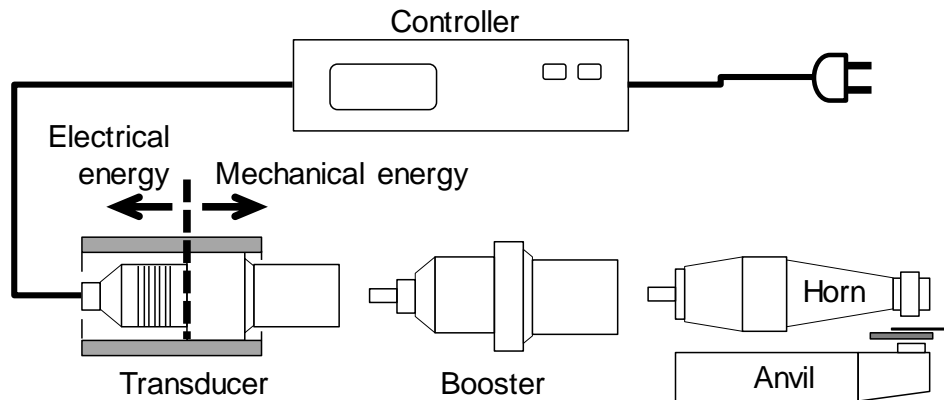 Controller
Electrical
energy
Mechanical energy
Transducer
Booster
Horn
Anvil